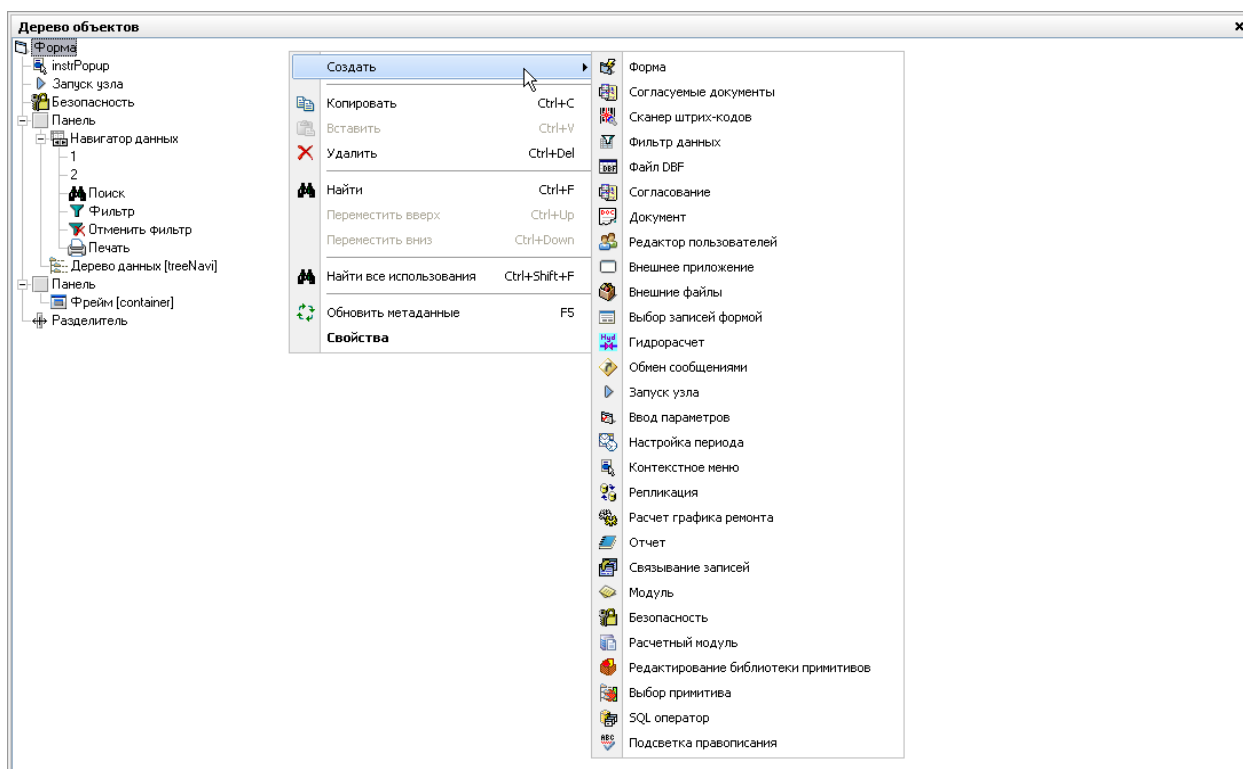 Дерево объектов
Форма
instrPopup
Запуск узла
Безопасность
Панель
Навигатор данных
1
2
Поиск
Фильтр
Отменить фильтр
Печать
Дерево данных [treeNavi]
Панель
Фрейм [container]
Разделитель
Создать
Копировать Ctrl+C
Вставить Ctrl+V
Удалить Ctrl+Del
Найти Ctrl+F
Переместить вверх Ctrl+Up
Переместить вниз Ctrl+Down
Найти все использования Ctrl+Shift+F
Обновить метаданные F5
Свойства
Форма
Согласуемые документы
Сканер штрих-кодов
Фильтр данных
DBF Файл DBF
Согласование
DOC Документ
Редактор пользователей
Внешнее приложение
Внешние файлы
Выбор записей формой
Hyd Гидрорасчет
Обмен сообщениями
Запуск узла
Ввод параметров
Настройка периода
Контекстное меню
Репликация
Расчет графика ремонта
Отчет
Связывание записей
Модуль
Безопасность
Расчетный модуль
Редактирование библиотеки примитивов
Выбор примитива
SQL оператор
ABC Подсветка правописания